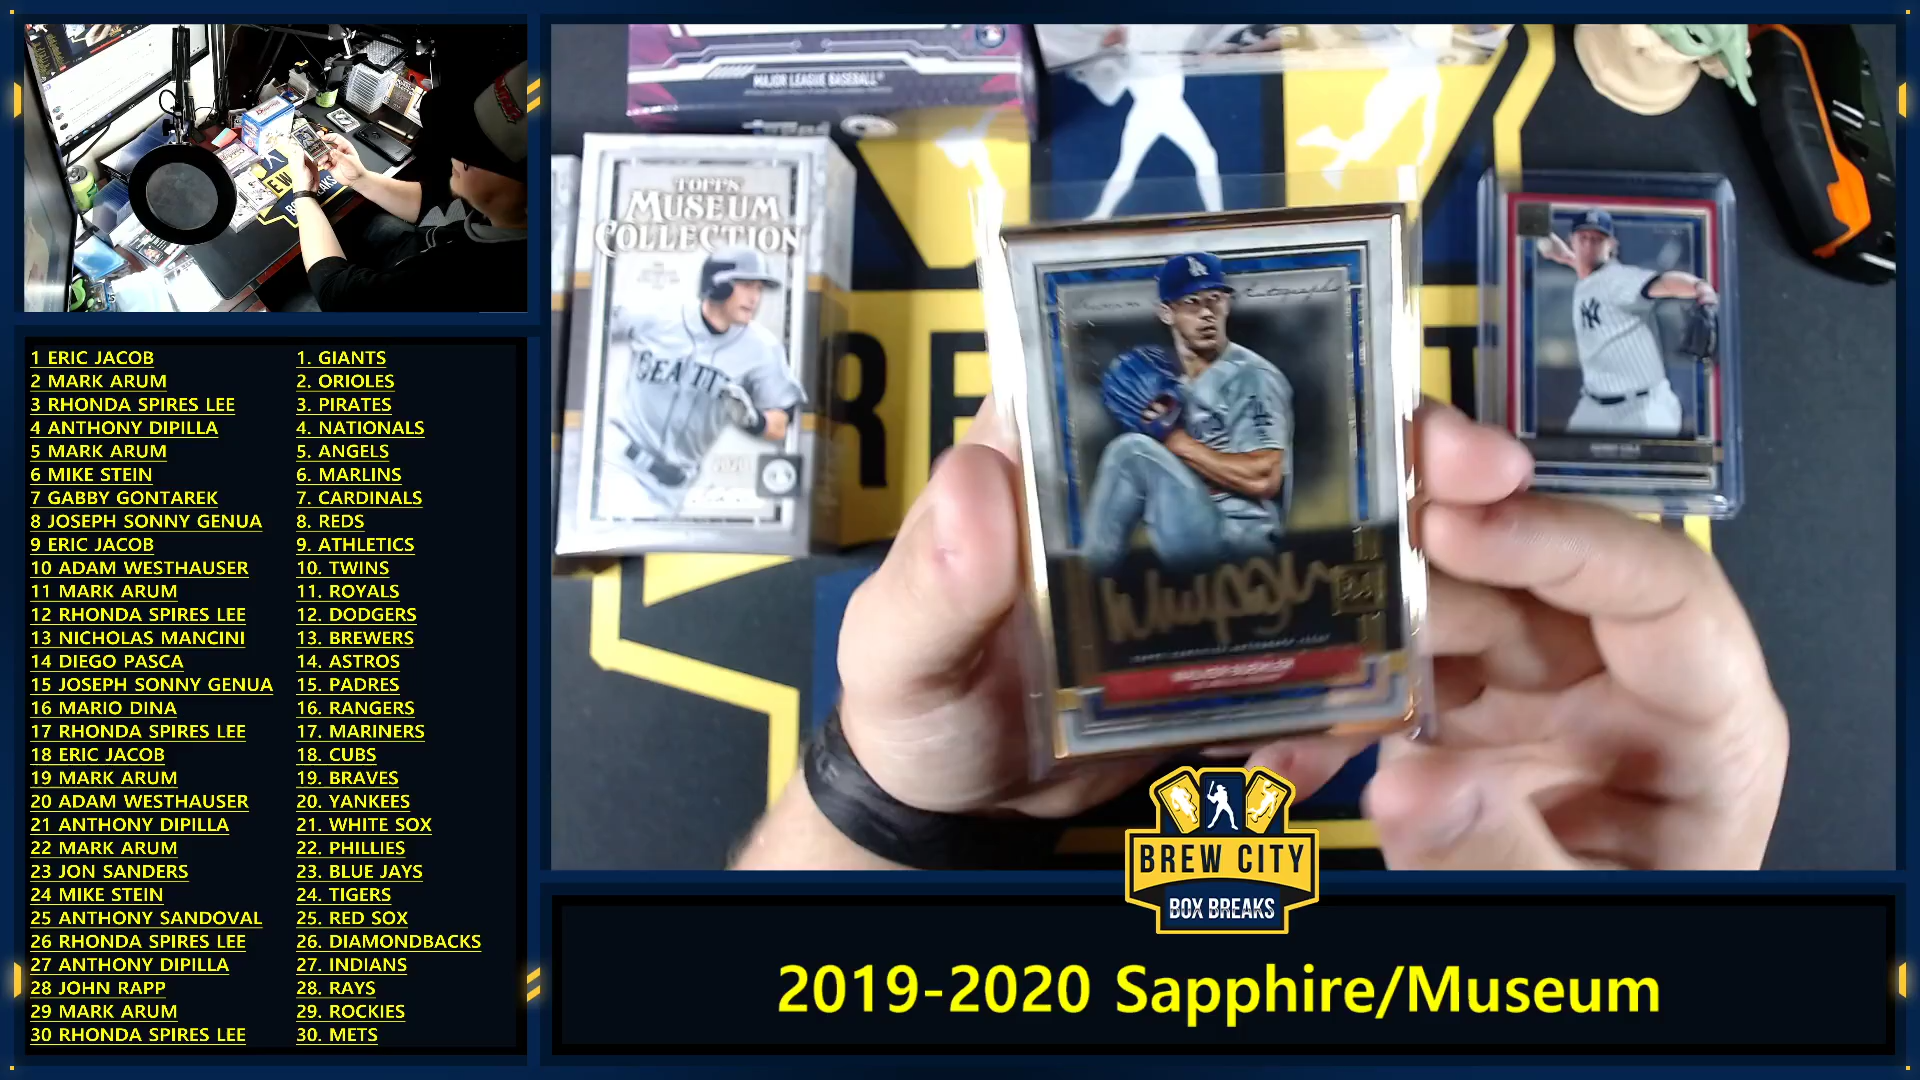 1 ERIC JACOB 1. GIANTS
2 MARK ARUM 2. ORIOLES
3 RHONDA SPIRES LEE 3. PIRATES
4 ANTHONY DIPILLA 4. NATIONALS
5 MARK ARUM 5. ANGELS
6 MIKE STEIN 6. MARLINS
7 GABBY GONTAREK 7. CARDINALS
8 JOSEPH SONNY GENUA 8. REDS
9 ERIC JACOB 9. ATHLETICS
10 ADAM WESTHAUSER 10. TWINS
11 MARK ARUM 11. ROYALS
12 RHONDA SPIRES LEE 12. DODGERS
13 NICHOLAS MANCINI 13. BREWERS
14 DIEGO PASCA 14. ASTROS
15 JOSEPH SONNY GENUA 15. PADRES
16 MARIO DINA 16. RANGERS
17 RHONDA SPIRES LEE 17. MARINERS
18 ERIC JACOB 18. CUBS
19 MARK ARUM 19. BRAVES
20 ADAM WESTHAUSER 20. YANKEES
21 ANTHONY DIPILLA 21. WHITE SOX
22 MARK ARUM 22. PHILLIES
23 JON SANDERS 23. BLUE JAYS
24 MIKE STEIN 24. TIGERS
25 ANTHONY SANDOVAL 25. RED SOX
26 RHONDA SPIRES LEE 26. DIAMONDBACKS
27 ANTHONY DIPILLA 27. INDIANS
28 JOHN RAPP 28. RAYS
29 MARK ARUM 29. ROCKIES
30 RHONDA SPIRES LEE 30. METS
MAJOR LEAGUE BASEBALL
TOPPS
MUSEUM
COLLECTION
SEATT
2020
LA
Museum Autographs
NY
BREW CITY
BOX BREAKS
2019-2020 Sapphire/Museum